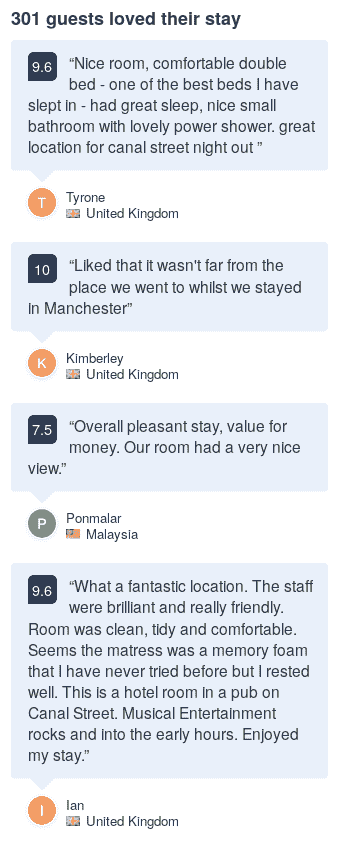 301 guests loved their stay
9.6
“Nice room, comfortable double
bed - one of the best beds I have
slept in - had great sleep, nice small
bathroom with lovely power shower. great
location for canal street night out ”
T
Tyrone
United Kingdom
10
“Liked that it wasn't far from the
place we went to whilst we stayed
in Manchester”
K
Kimberley
United Kingdom
7.5
“Overall pleasant stay, value for
money. Our room had a very nice
view.”
P
Ponmalar
Malaysia
9.6
“What a fantastic location. The staff
were brilliant and really friendly.
Room was clean, tidy and comfortable.
Seems the matress was a memory foam
that I have never tried before but I rested
well. This is a hotel room in a pub on
Canal Street. Musical Entertainment
rocks and into the early hours. Enjoyed
my stay.”
I
Ian
United Kingdom